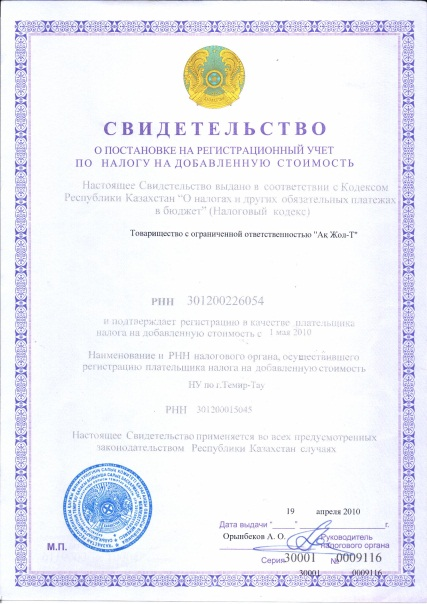 СВИДЕТЕЛЬСТВО
О ПОСТАНОВКЕ НА РЕГИСТРАЦИОННЫЙ УЧЕТ
ПО НАЛОГУ НА ДОБАВЛЕННУЮ СТОИМОСТЬ
Настоящее Свидетельство выдано в соответствии с Кодексом
Республики Казахстан “О налогах и других обязательных платежах
в бюджет” (Налоговый кодекс)
Товарищество с ограниченной ответственностью "Ак Жол-Т"
РНН 301200226054
и подтверждает регистрацию в качестве плательщика
налога на добавленную стоимость с 1 мая 2010
Наименование и РНН налогового органа, осуществившего
регистрацию плательщика налога на добавленную стоимость
НУ по г.Темир-Тау
РНН 301200015045
Настоящее Свидетельство применяется во всех предусмотренных
законодательством Республики Казахстан случаях
19 апреля 2010
Дата выдачи "____" ____________ г.
Орынбеков А. О. Руководитель
налогового органа
М.П.
Серия 30001 № 0009116
30001 0009116